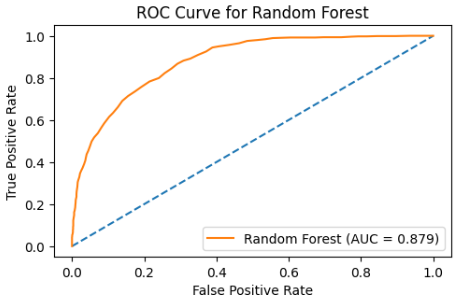 ROC Curve for Random Forest
True Positive Rate
1.0
0.8
0.6
0.4
0.2
0.0
Random Forest (AUC = 0.879)
0.0 0.2 0.4 0.6 0.8 1.0
False Positive Rate